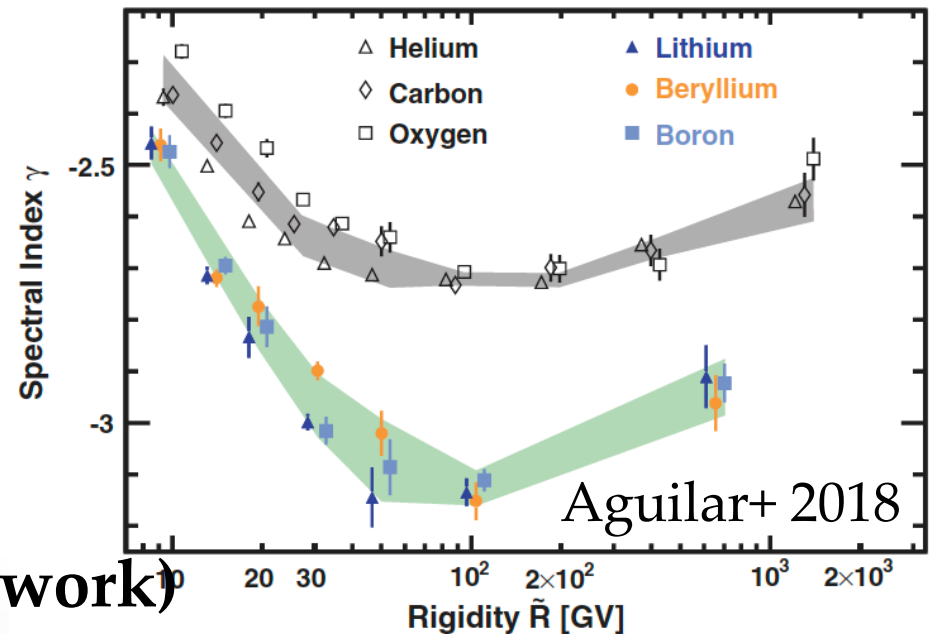 Helium
Carbon
Oxygen
Lithium
Beryllium
Boron
Spectral Index γ
-2.5
-3
Aguilar+ 2018
work)
10 20 30 10² 2×10² 10³ 2×10³
Rigidity R̃ [GV]